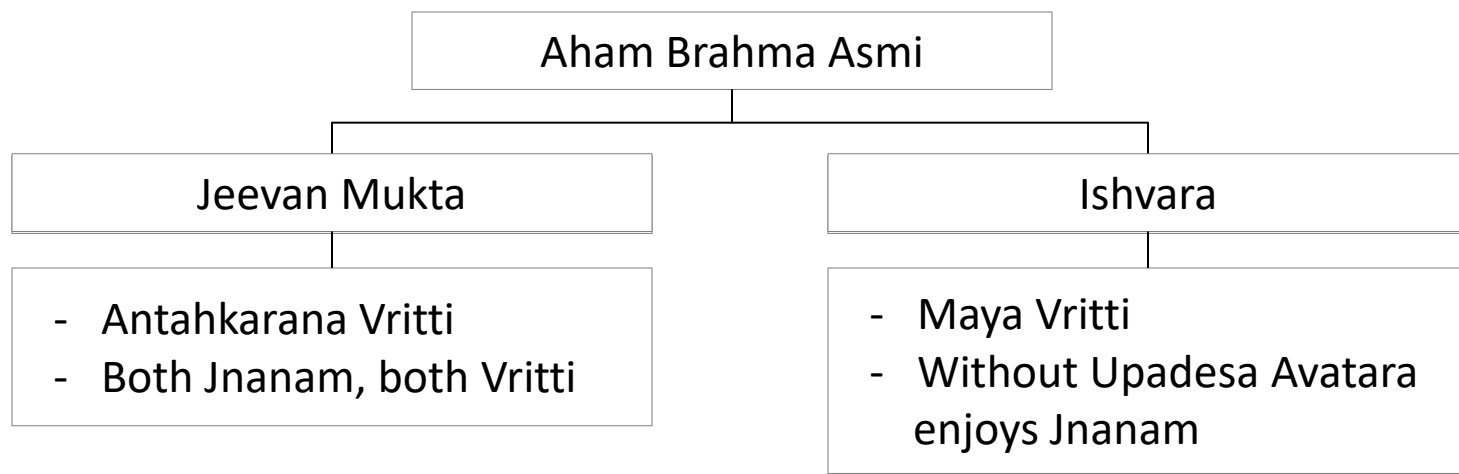 Aham Brahma Asmi
Jeevan Mukta
Ishvara
- Antahkarana Vritti
- Both Jnanam, both Vritti
- Maya Vritti
- Without Upadesa Avatara
enjoys Jnanam